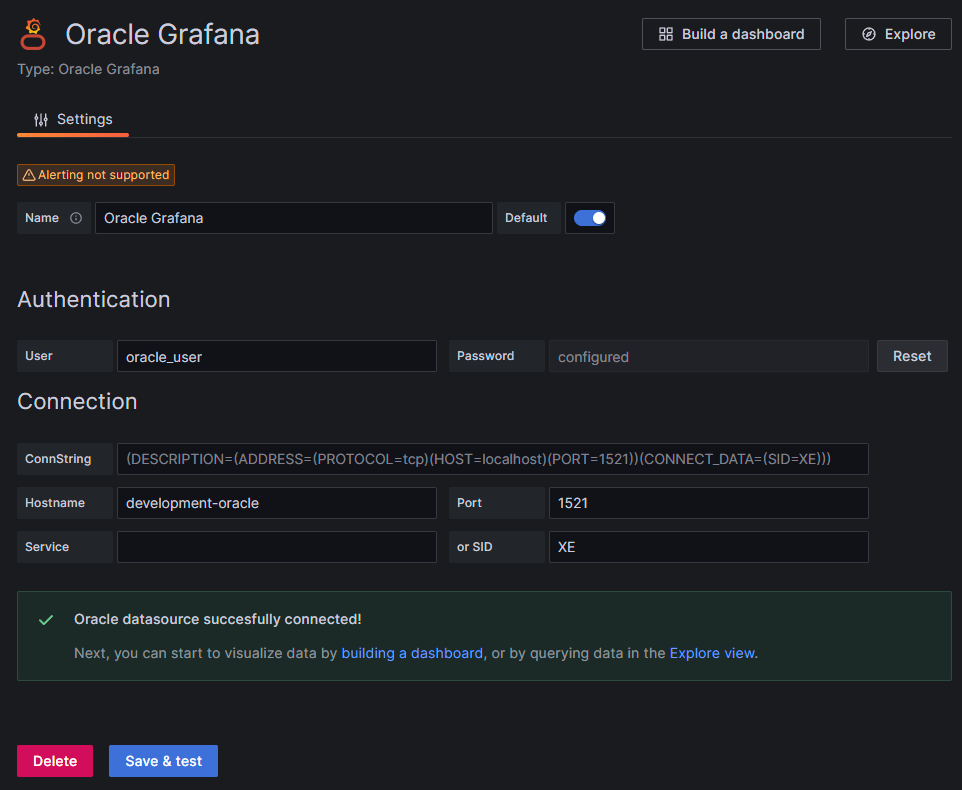 Oracle Grafana
Build a dashboard
Explore
Type: Oracle Grafana
Settings
Alerting not supported
Name Oracle Grafana Default
Authentication
User oracle_user Password configured Reset
Connection
ConnString (DESCRIPTION=(ADDRESS=(PROTOCOL=tcp)(HOST=localhost)(PORT=1521))(CONNECT_DATA=(SID=XE)))
Hostname development-oracle Port 1521
Service or SID XE
Oracle datasource succesfully connected!
Next, you can start to visualize data by building a dashboard, or by querying data in the Explore view.
Delete Save & test